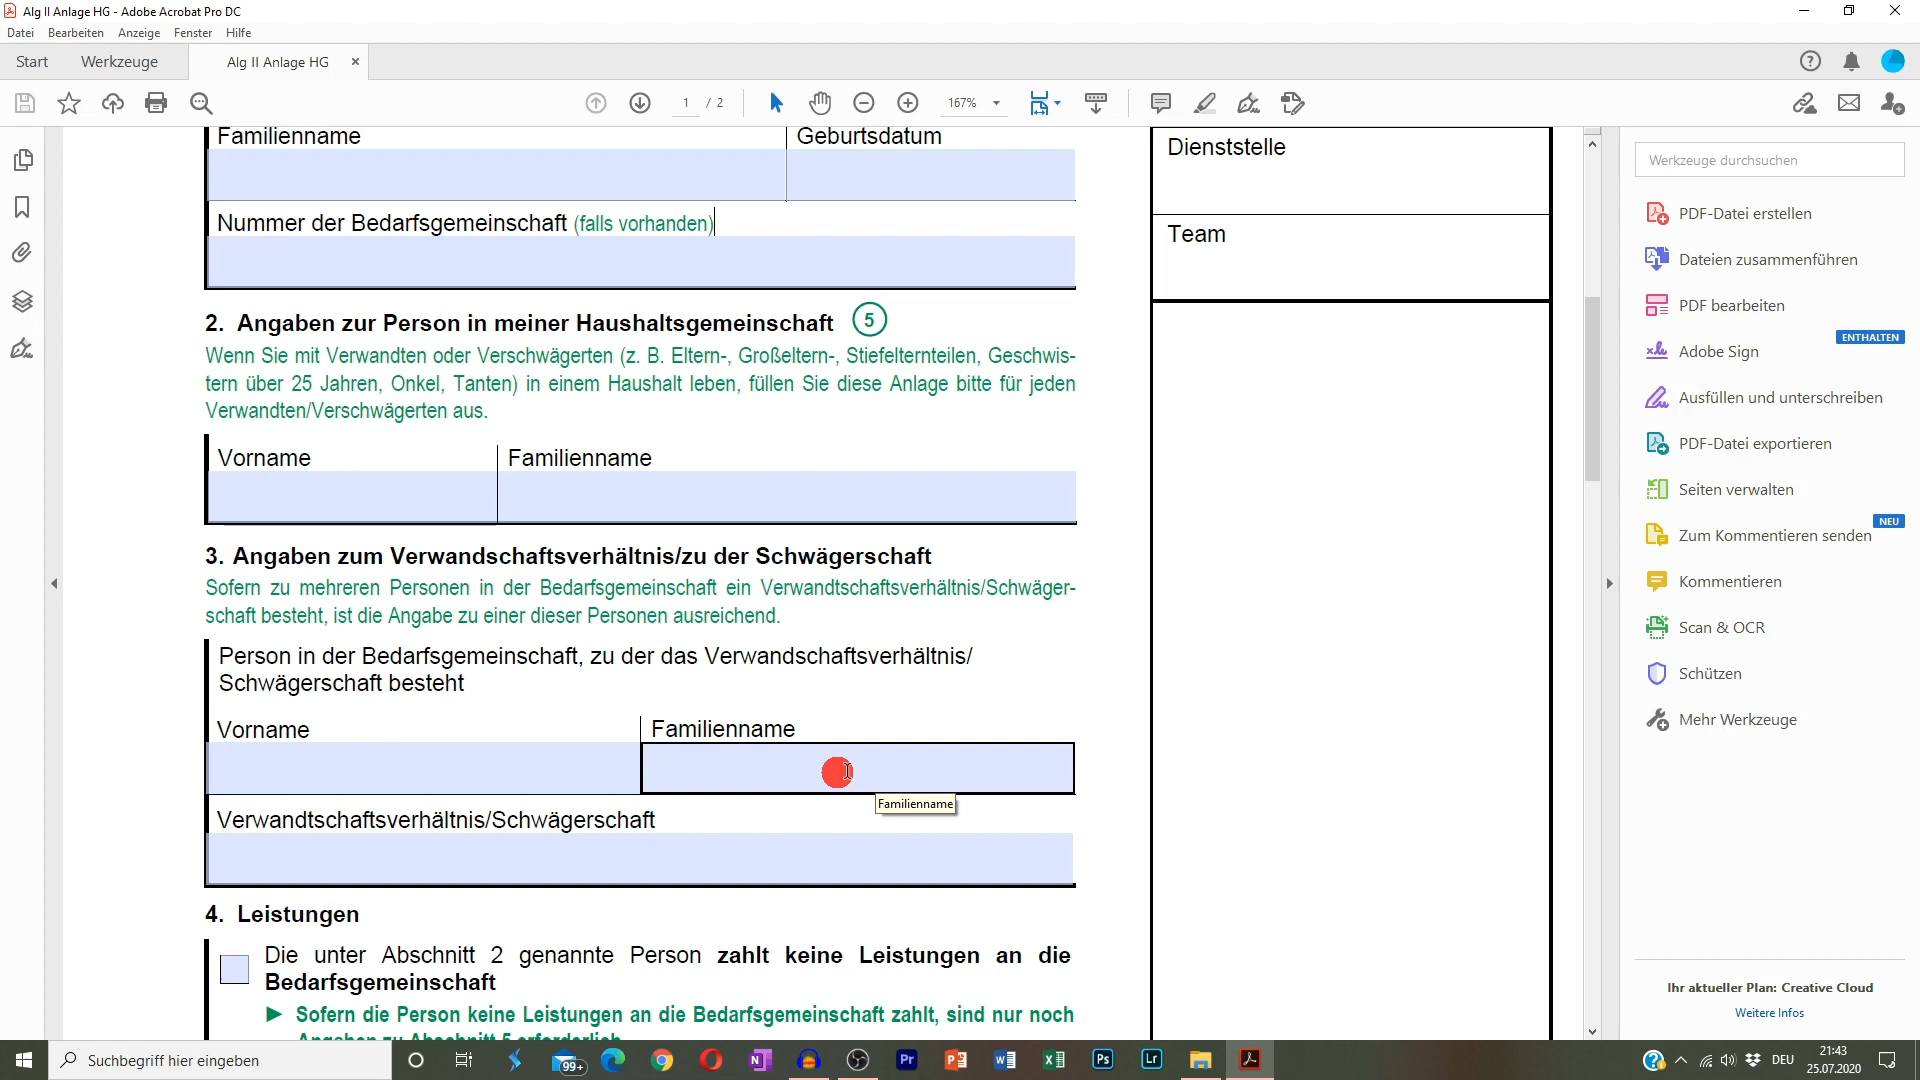 Alg II Anlage HG - Adobe Acrobat Pro DC
Datei Bearbeiten Anzeige Fenster Hilfe
Start Werkzeuge Alg II Anlage HG ×
1 / 2 167%
Familienname Geburtsdatum
Nummer der Bedarfsgemeinschaft (falls vorhanden)
2. Angaben zur Person in meiner Haushaltsgemeinschaft 5
Wenn Sie mit Verwandten oder Verschwägerten (z. B. Eltern-, Großeltern-, Stiefelternteilen, Geschwis-
tern über 25 Jahren, Onkel, Tanten) in einem Haushalt leben, füllen Sie diese Anlage bitte für jeden
Verwandten/Verschwägerten aus.
Vorname Familienname
3. Angaben zum Verwandschaftsverhältnis/zu der Schwägerschaft
Sofern zu mehreren Personen in der Bedarfsgemeinschaft ein Verwandtschaftsverhältnis/Schwäger-
schaft besteht, ist die Angabe zu einer dieser Personen ausreichend.
Person in der Bedarfsgemeinschaft, zu der das Verwandschaftsverhältnis/
Schwägerschaft besteht
Vorname Familienname
Familienname
Verwandtschaftsverhältnis/Schwägerschaft
4. Leistungen
Die unter Abschnitt 2 genannte Person zahlt keine Leistungen an die
Bedarfsgemeinschaft
► Sofern die Person keine Leistungen an die Bedarfsgemeinschaft zahlt, sind nur noch
Angaben zu Abschnitt 5 erforderlich.
Dienststelle
Team
Werkzeuge durchsuchen
PDF-Datei erstellen
Dateien zusammenführen
PDF bearbeiten
ENTHALTEN
Adobe Sign
Ausfüllen und unterschreiben
PDF-Datei exportieren
Seiten verwalten
NEU
Zum Kommentieren senden
Kommentieren
Scan & OCR
Schützen
Mehr Werkzeuge
Ihr aktueller Plan: Creative Cloud
Weitere Infos
Suchbegriff hier eingeben
99+
N
Pr
Ps
Lr
DEU
21:43
25.07.2020